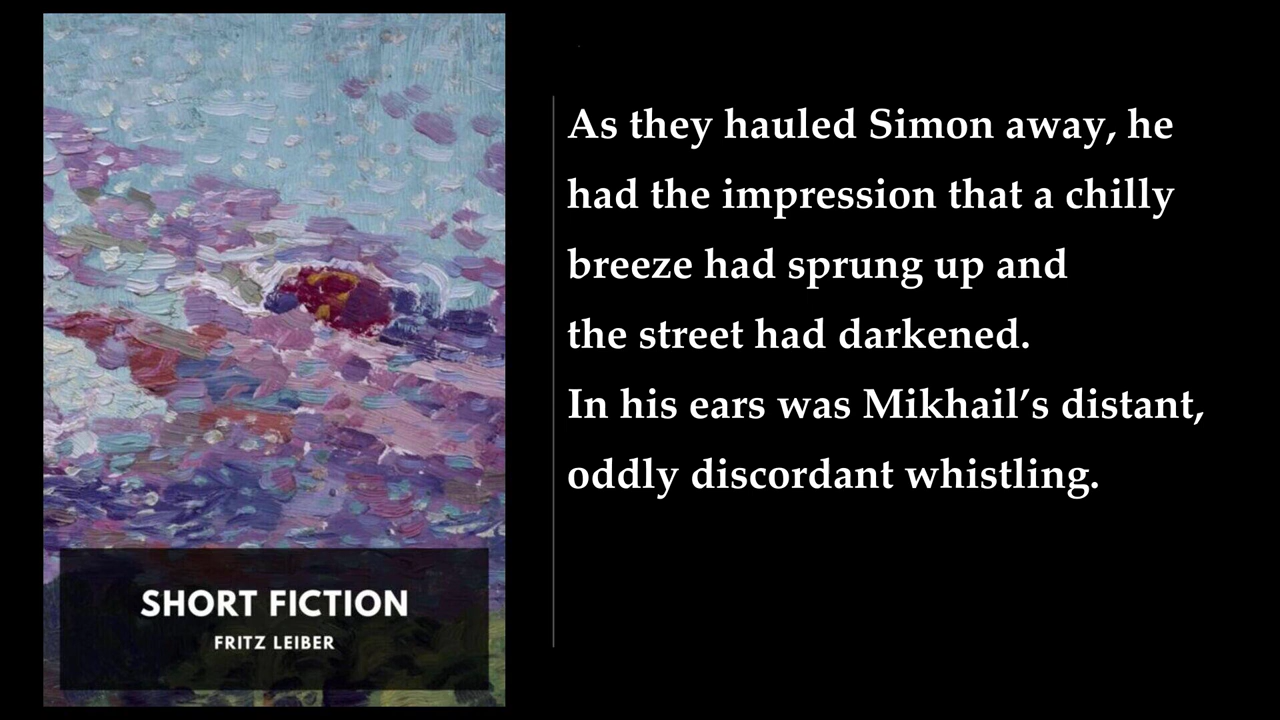 SHORT FICTION
FRITZ LEIBER
As they hauled Simon away, he
had the impression that a chilly
breeze had sprung up and
the street had darkened.
In his ears was Mikhail’s distant,
oddly discordant whistling.